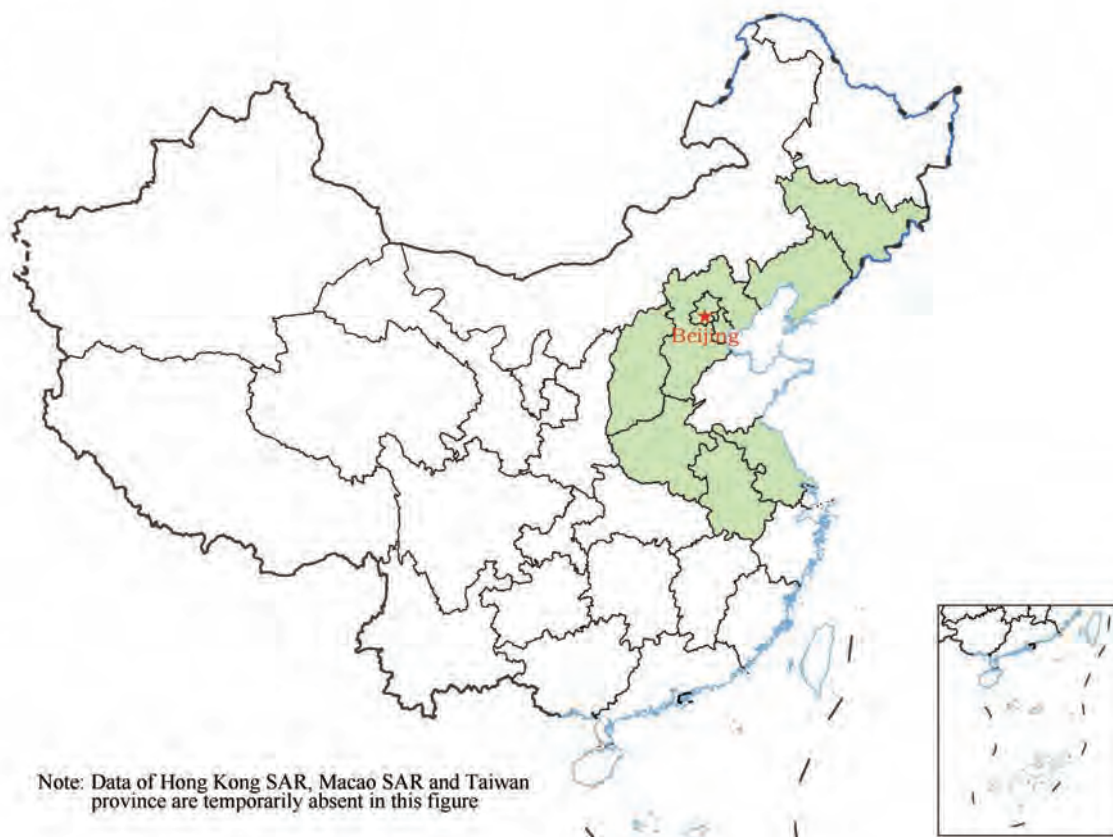 Beijing
Note: Data of Hong Kong SAR, Macao SAR and Taiwan
province are temporarily absent in this figure